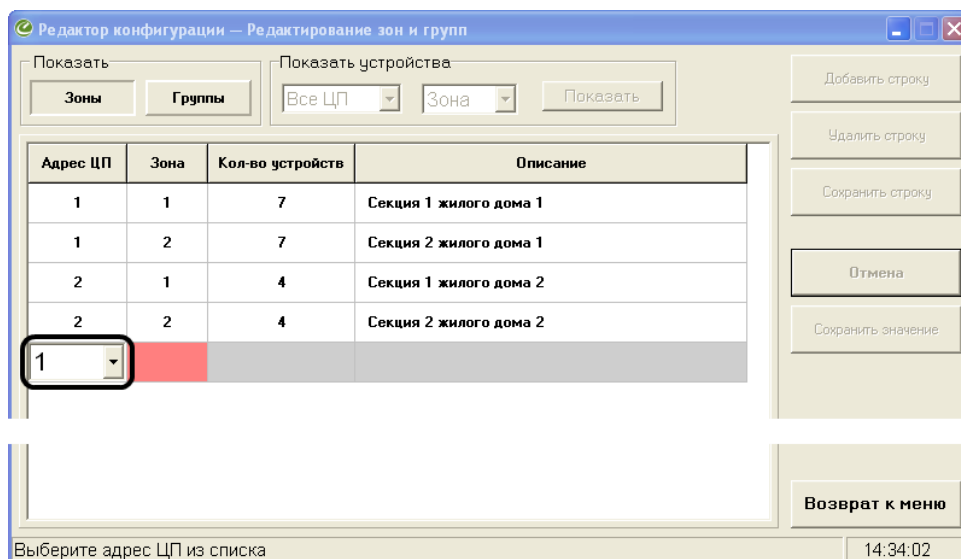 Редактор конфигурации — Редактирование зон и групп
Показать
Зоны Группы
Показать устройства
Все ЦП Зона Показать
Добавить строку
Удалить строку
Сохранить строку
Отмена
Сохранить значение
Адрес ЦП Зона Кол-во устройств Описание
1 1 7 Секция 1 жилого дома 1
1 2 7 Секция 2 жилого дома 1
2 1 4 Секция 1 жилого дома 2
2 2 4 Секция 2 жилого дома 2
1
Возврат к меню
Выберите адрес ЦП из списка 14:34:02